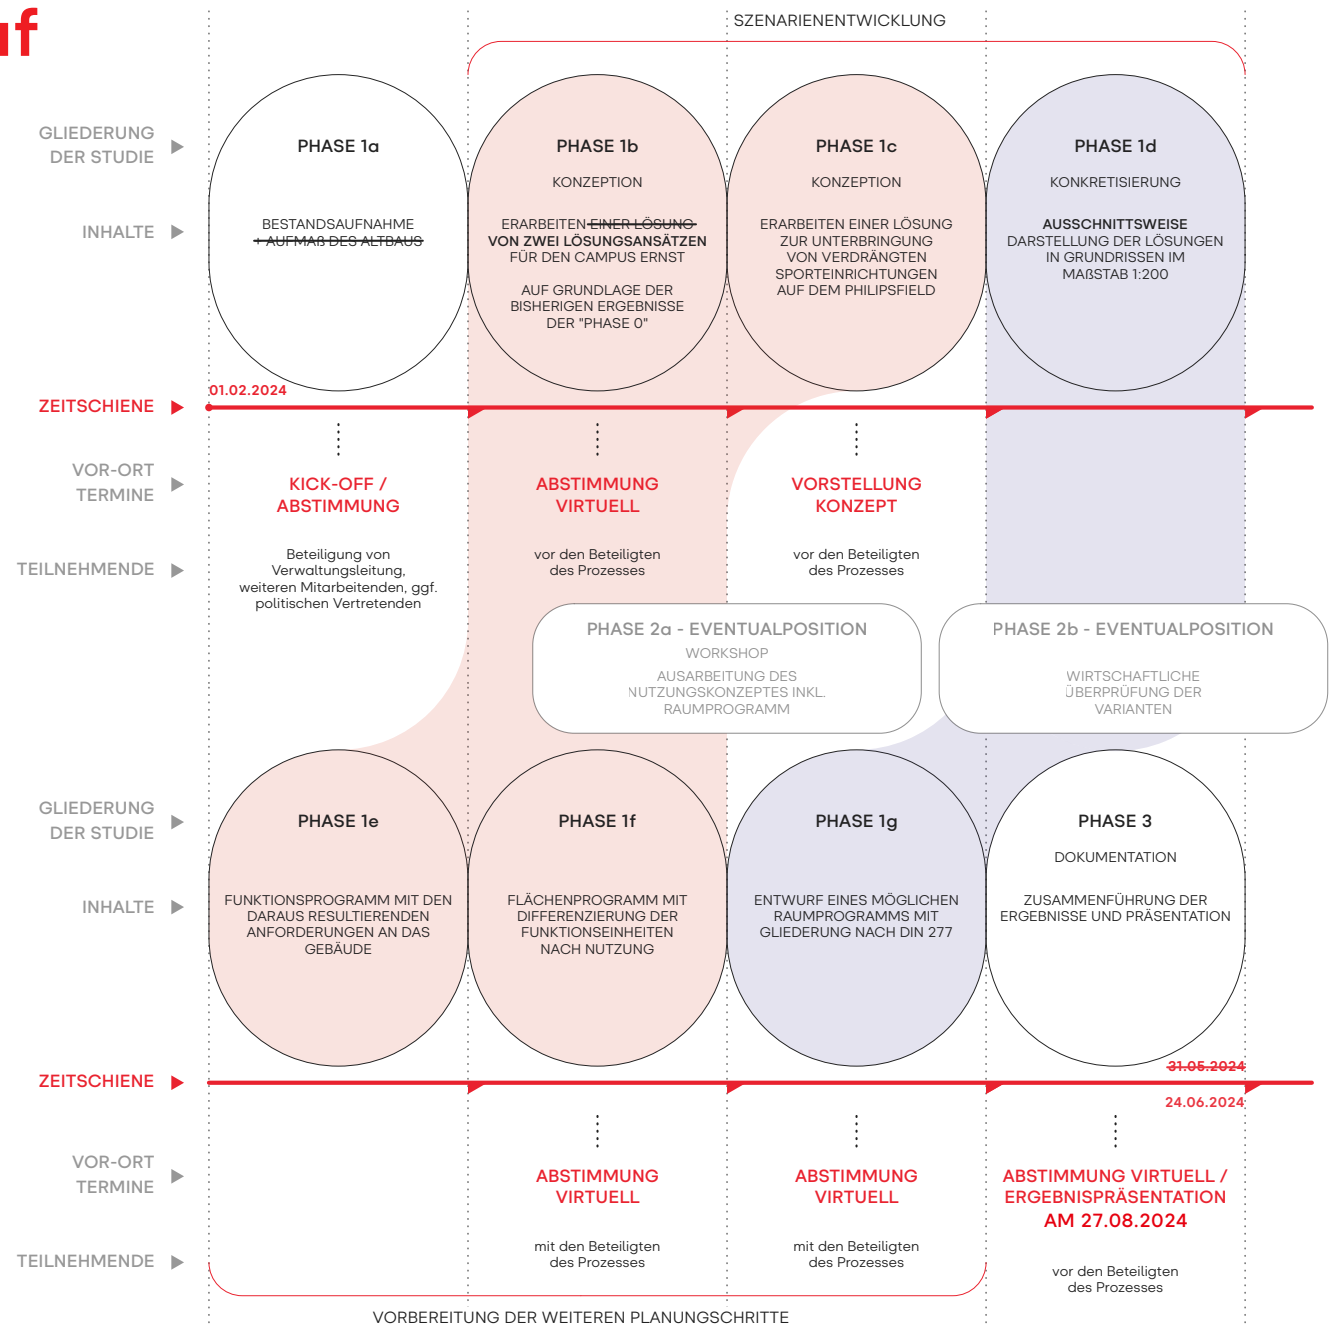 uf
SZENARIENENTWICKLUNG
GLIEDERUNG
DER STUDIE
INHALTE
PHASE 1a
BESTANDSAUFNAHME
+ AUFMAß DES ALTBAUS
PHASE 1b
KONZEPTION
ERARBEITEN EINER LÖSUNG
VON ZWEI LÖSUNGSANSÄTZEN
FÜR DEN CAMPUS ERNST
AUF GRUNDLAGE DER
BISHERIGEN ERGEBNISSE
DER "PHASE 0"
PHASE 1c
KONZEPTION
ERARBEITEN EINER LÖSUNG
ZUR UNTERBRINGUNG
VON VERDRÄNGTEN
SPORTEINRICHTUNGEN
AUF DEM PHILIPSFIELD
PHASE 1d
KONKRETISIERUNG
AUSSCHNITTSWEISE
DARSTELLUNG DER LÖSUNGEN
IN GRUNDRISSEN IM
MAßSTAB 1:200
01.02.2024
ZEITSCHIENE
VOR-ORT
TERMINE
KICK-OFF /
ABSTIMMUNG
ABSTIMMUNG
VIRTUELL
VORSTELLUNG
KONZEPT
TEILNEHMENDE
Beteiligung von
Verwaltungsleitung,
weiteren Mitarbeitenden, ggf.
politischen Vertretenden
vor den Beteiligten
des Prozesses
vor den Beteiligten
des Prozesses
PHASE 2a - EVENTUALPOSITION
WORKSHOP
AUSARBEITUNG DES
NUTZUNGSKONZEPTES INKL.
RAUMPROGRAMM
PHASE 2b - EVENTUALPOSITION
WIRTSCHAFTLICHE
ÜBERPRÜFUNG DER
VARIANTEN
GLIEDERUNG
DER STUDIE
INHALTE
PHASE 1e
FUNKTIONSPROGRAMM MIT DEN
DARAUS RESULTIERENDEN
ANFORDERUNGEN AN DAS
GEBÄUDE
PHASE 1f
FLÄCHENPROGRAMM MIT
DIFFERENZIERUNG DER
FUNKTIONSEINHEITEN
NACH NUTZUNG
PHASE 1g
ENTWURF EINES MÖGLICHEN
RAUMPROGRAMMS MIT
GLIEDERUNG NACH DIN 277
PHASE 3
DOKUMENTATION
ZUSAMMENFÜHRUNG DER
ERGEBNISSE UND PRÄSENTATION
31.05.2024
ZEITSCHIENE
24.06.2024
VOR-ORT
TERMINE
ABSTIMMUNG
VIRTUELL
ABSTIMMUNG
VIRTUELL
ABSTIMMUNG VIRTUELL /
ERGEBNISPRÄSENTATION
AM 27.08.2024
TEILNEHMENDE
mit den Beteiligten
des Prozesses
mit den Beteiligten
des Prozesses
vor den Beteiligten
des Prozesses
VORBEREITUNG DER WEITEREN PLANUNGSCHRITTE